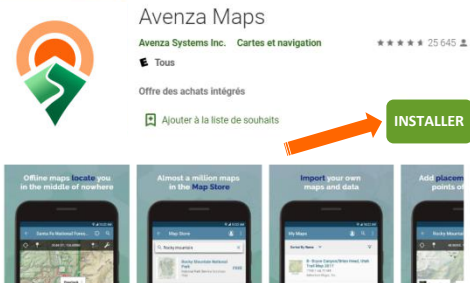 Avenza Maps
Avenza Systems Inc. Cartes et navigation
25 645
E Tous
Offre des achats intégrés
Ajouter à la liste de souhaits
INSTALLER
Offline maps locate you
in the middle of nowhere
Almost a million maps
in the Map Store
Import your own
maps and data
Add placem
points of
Map Store
My Maps
Rocky mountain
Rocky Mountain National
Park